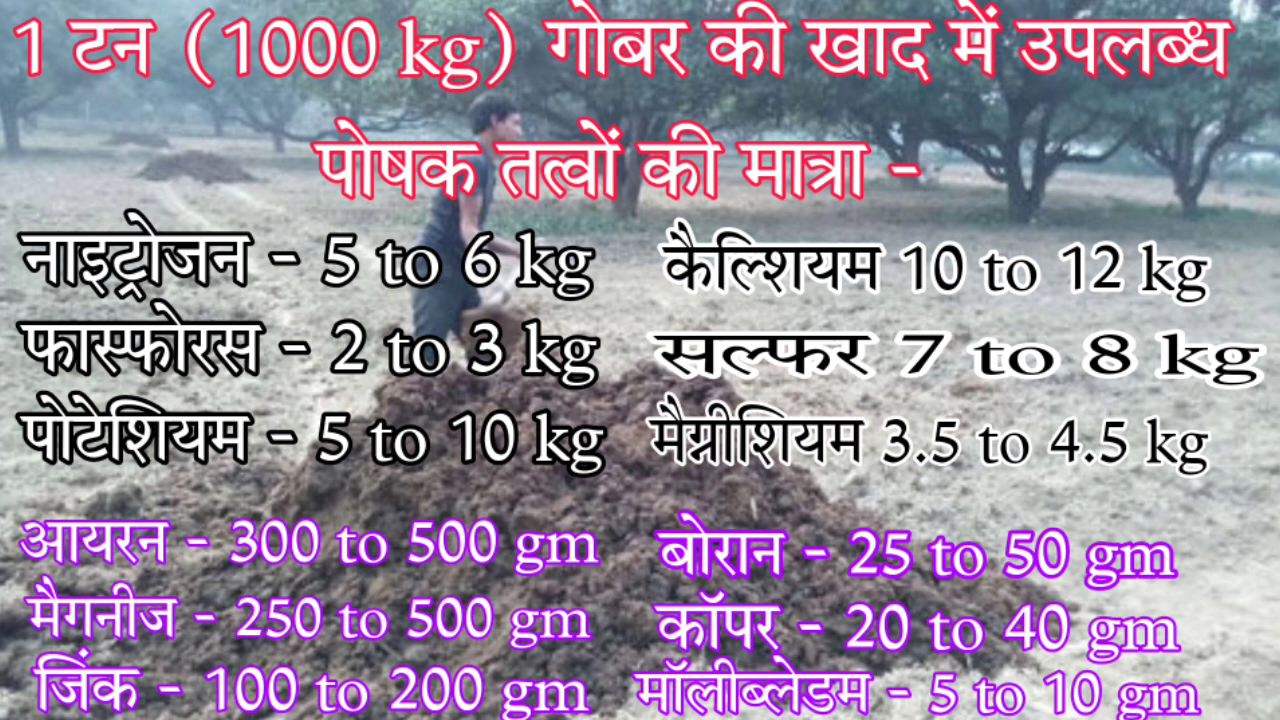 1 टन (1000 kg) गोबर की खाद में उपलब्ध
पोषक तत्वों की मात्रा -
नाइट्रोजन - 5 to 6 kg
कैल्शियम 10 to 12 kg
फास्फोरस - 2 to 3 kg
सल्फर 7 to 8 kg
पोटेशियम - 5 to 10 kg
मैग्नीशियम 3.5 to 4.5 kg
आयरन - 300 to 500 gm
बोरान - 25 to 50 gm
मैगनीज - 250 to 500 gm
कॉपर - 20 to 40 gm
जिंक - 100 to 200 gm
मॉलीब्लेडम - 5 to 10 gm